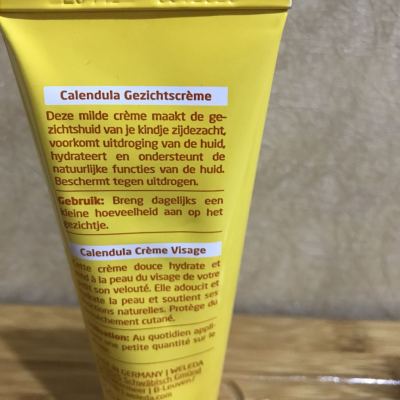 Calendula Gezichtscrème
Deze milde crème maakt de ge-
zichtshuid van je kindje zijdezacht,
voorkomt uitdroging van de huid,
hydrateert en ondersteunt de
natuurlijke functies van de huid.
Beschermt tegen uitdrogen.
Gebruik: Breng dagelijks een
kleine hoeveelheid aan op het
gezichtje.
Calendula Crème Visage
Cette crème douce hydrate et
à la peau du visage de votre
son velouté. Elle adoucit et
la peau et soutient ses
naturelles. Protège du
cutané.
Au quotidien appli-
une petite quantité sur le
IN GERMANY | WELEDA
Schwäbisch Gmünd
| B-Leuven/